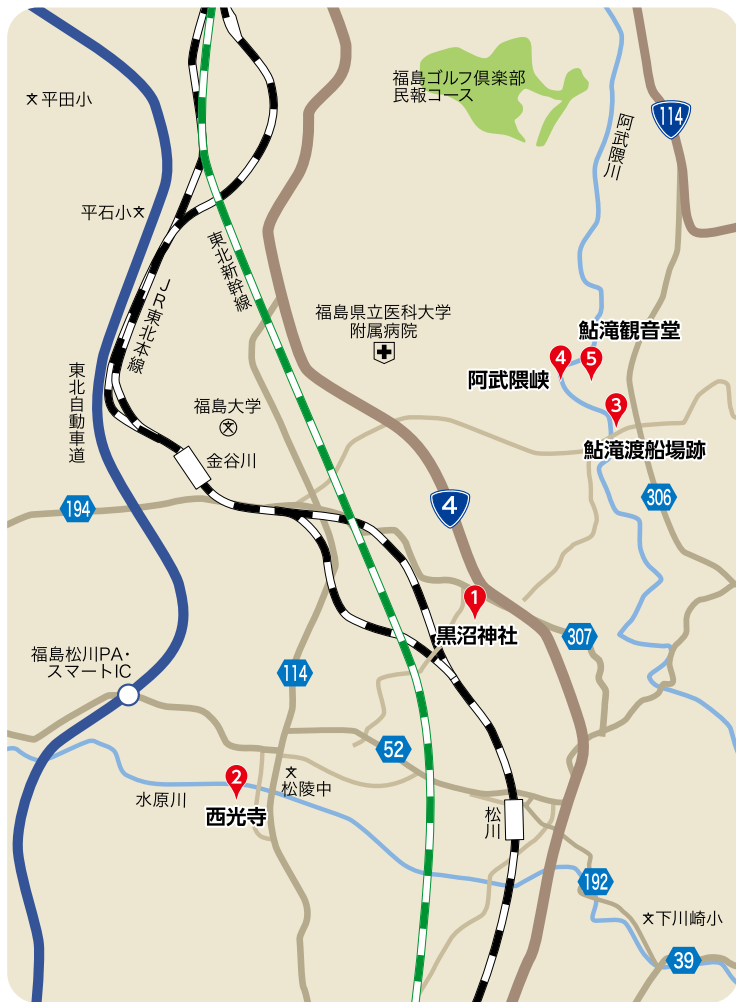 福島ゴルフ倶楽部
民報コース
平田小
114
阿武隈川
平石小
東北新幹線
JR東北本線
福島県立医科大学
附属病院
鮎滝観音堂
4
5
阿武隈峡
東北自動車道
福島大学
3
鮎滝渡船場跡
金谷川
194
4
306
1
黒沼神社
307
福島松川PA・
スマートIC
114
52
2
松陵中
水原川
西光寺
松川
192
下川崎小
39